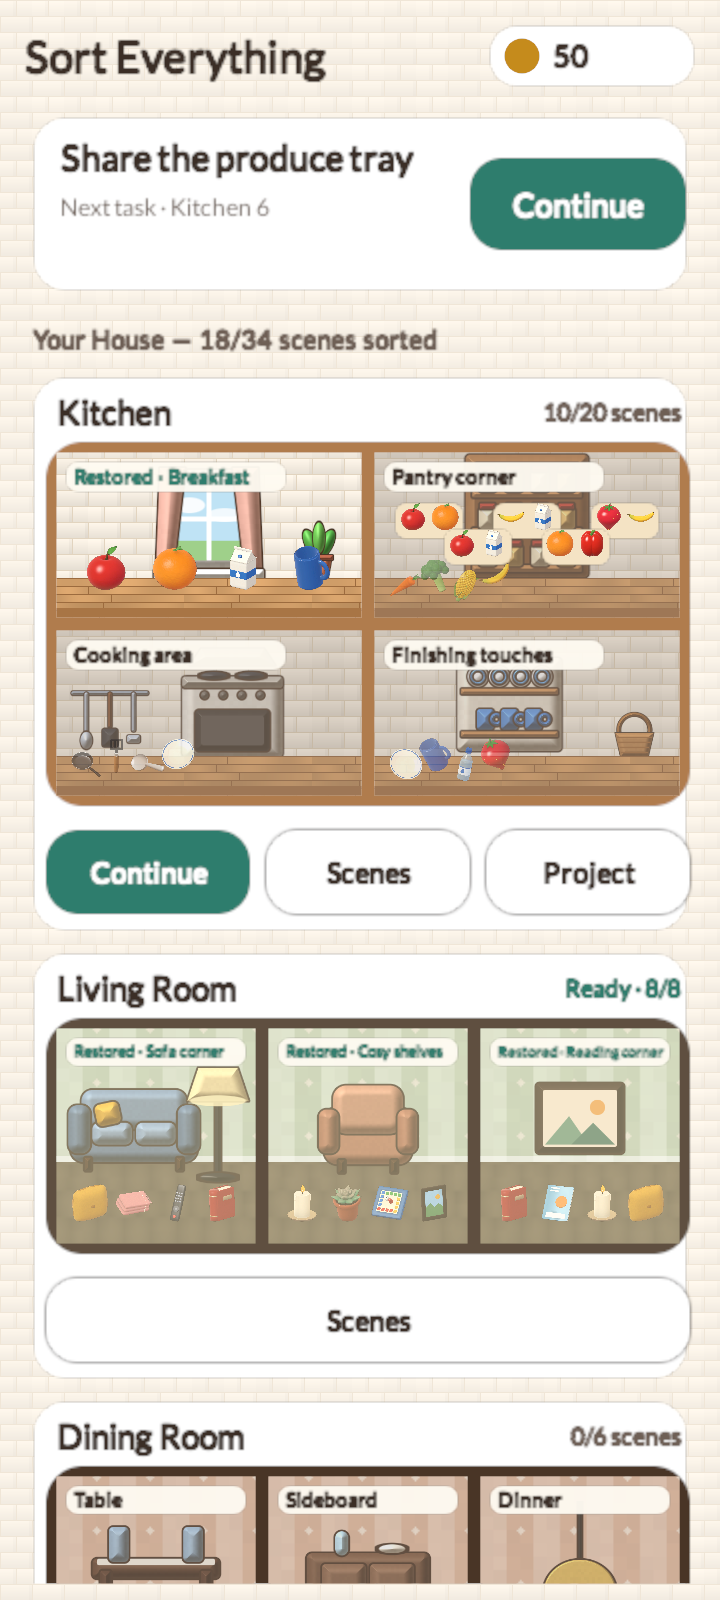 Sort Everything
50
Share the produce tray
Next task · Kitchen 6
Continue
Your House — 18/34 scenes sorted
Kitchen
10/20 scenes
Restored · Breakfast
Pantry corner
Cooking area
Finishing touches
Continue
Scenes
Project
Living Room
Ready · 8/8
Restored · Sofa corner
Restored · Cosy shelves
Restored · Reading corner
Scenes
Dining Room
0/6 scenes
Table
Sideboard
Dinner